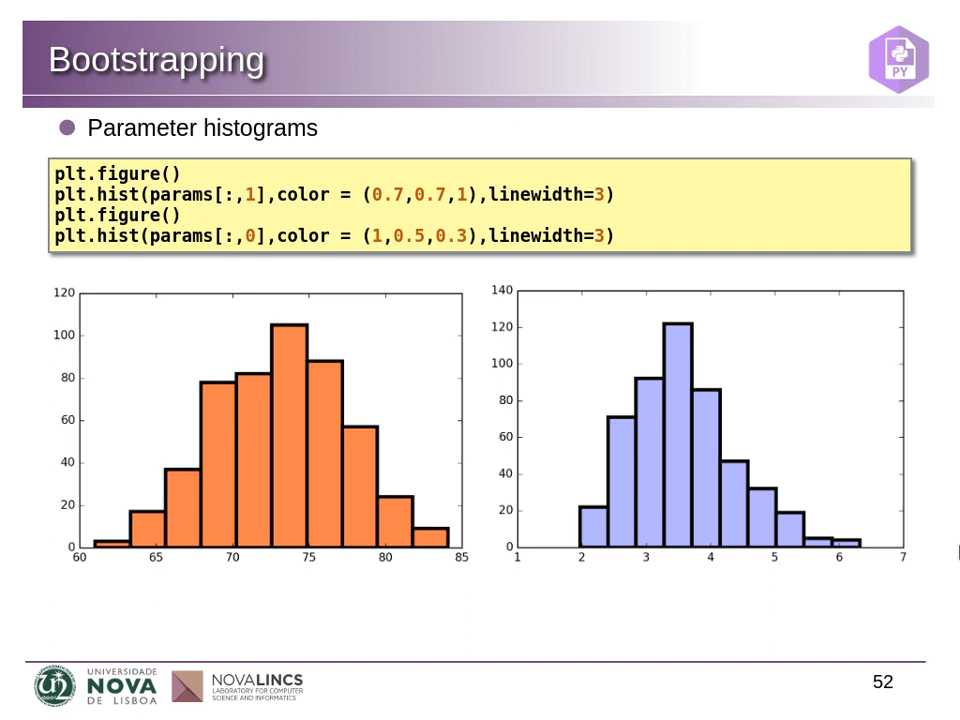 Bootstrapping
PY
Parameter histograms
plt.figure()
plt.hist(params[:,1],color = (0.7,0.7,1),linewidth=3)
plt.figure()
plt.hist(params[:,0],color = (1,0.5,0.3),linewidth=3)
120
100
80
60
40
20
0
60 65 70 75 80 85
140
120
100
80
60
40
20
0
1 2 3 4 5 6 7
UNIVERSIDADE
NOVA
DE LISBOA
NOVALINCS
LABORATORY FOR COMPUTER
SCIENCE AND INFORMATICS
52